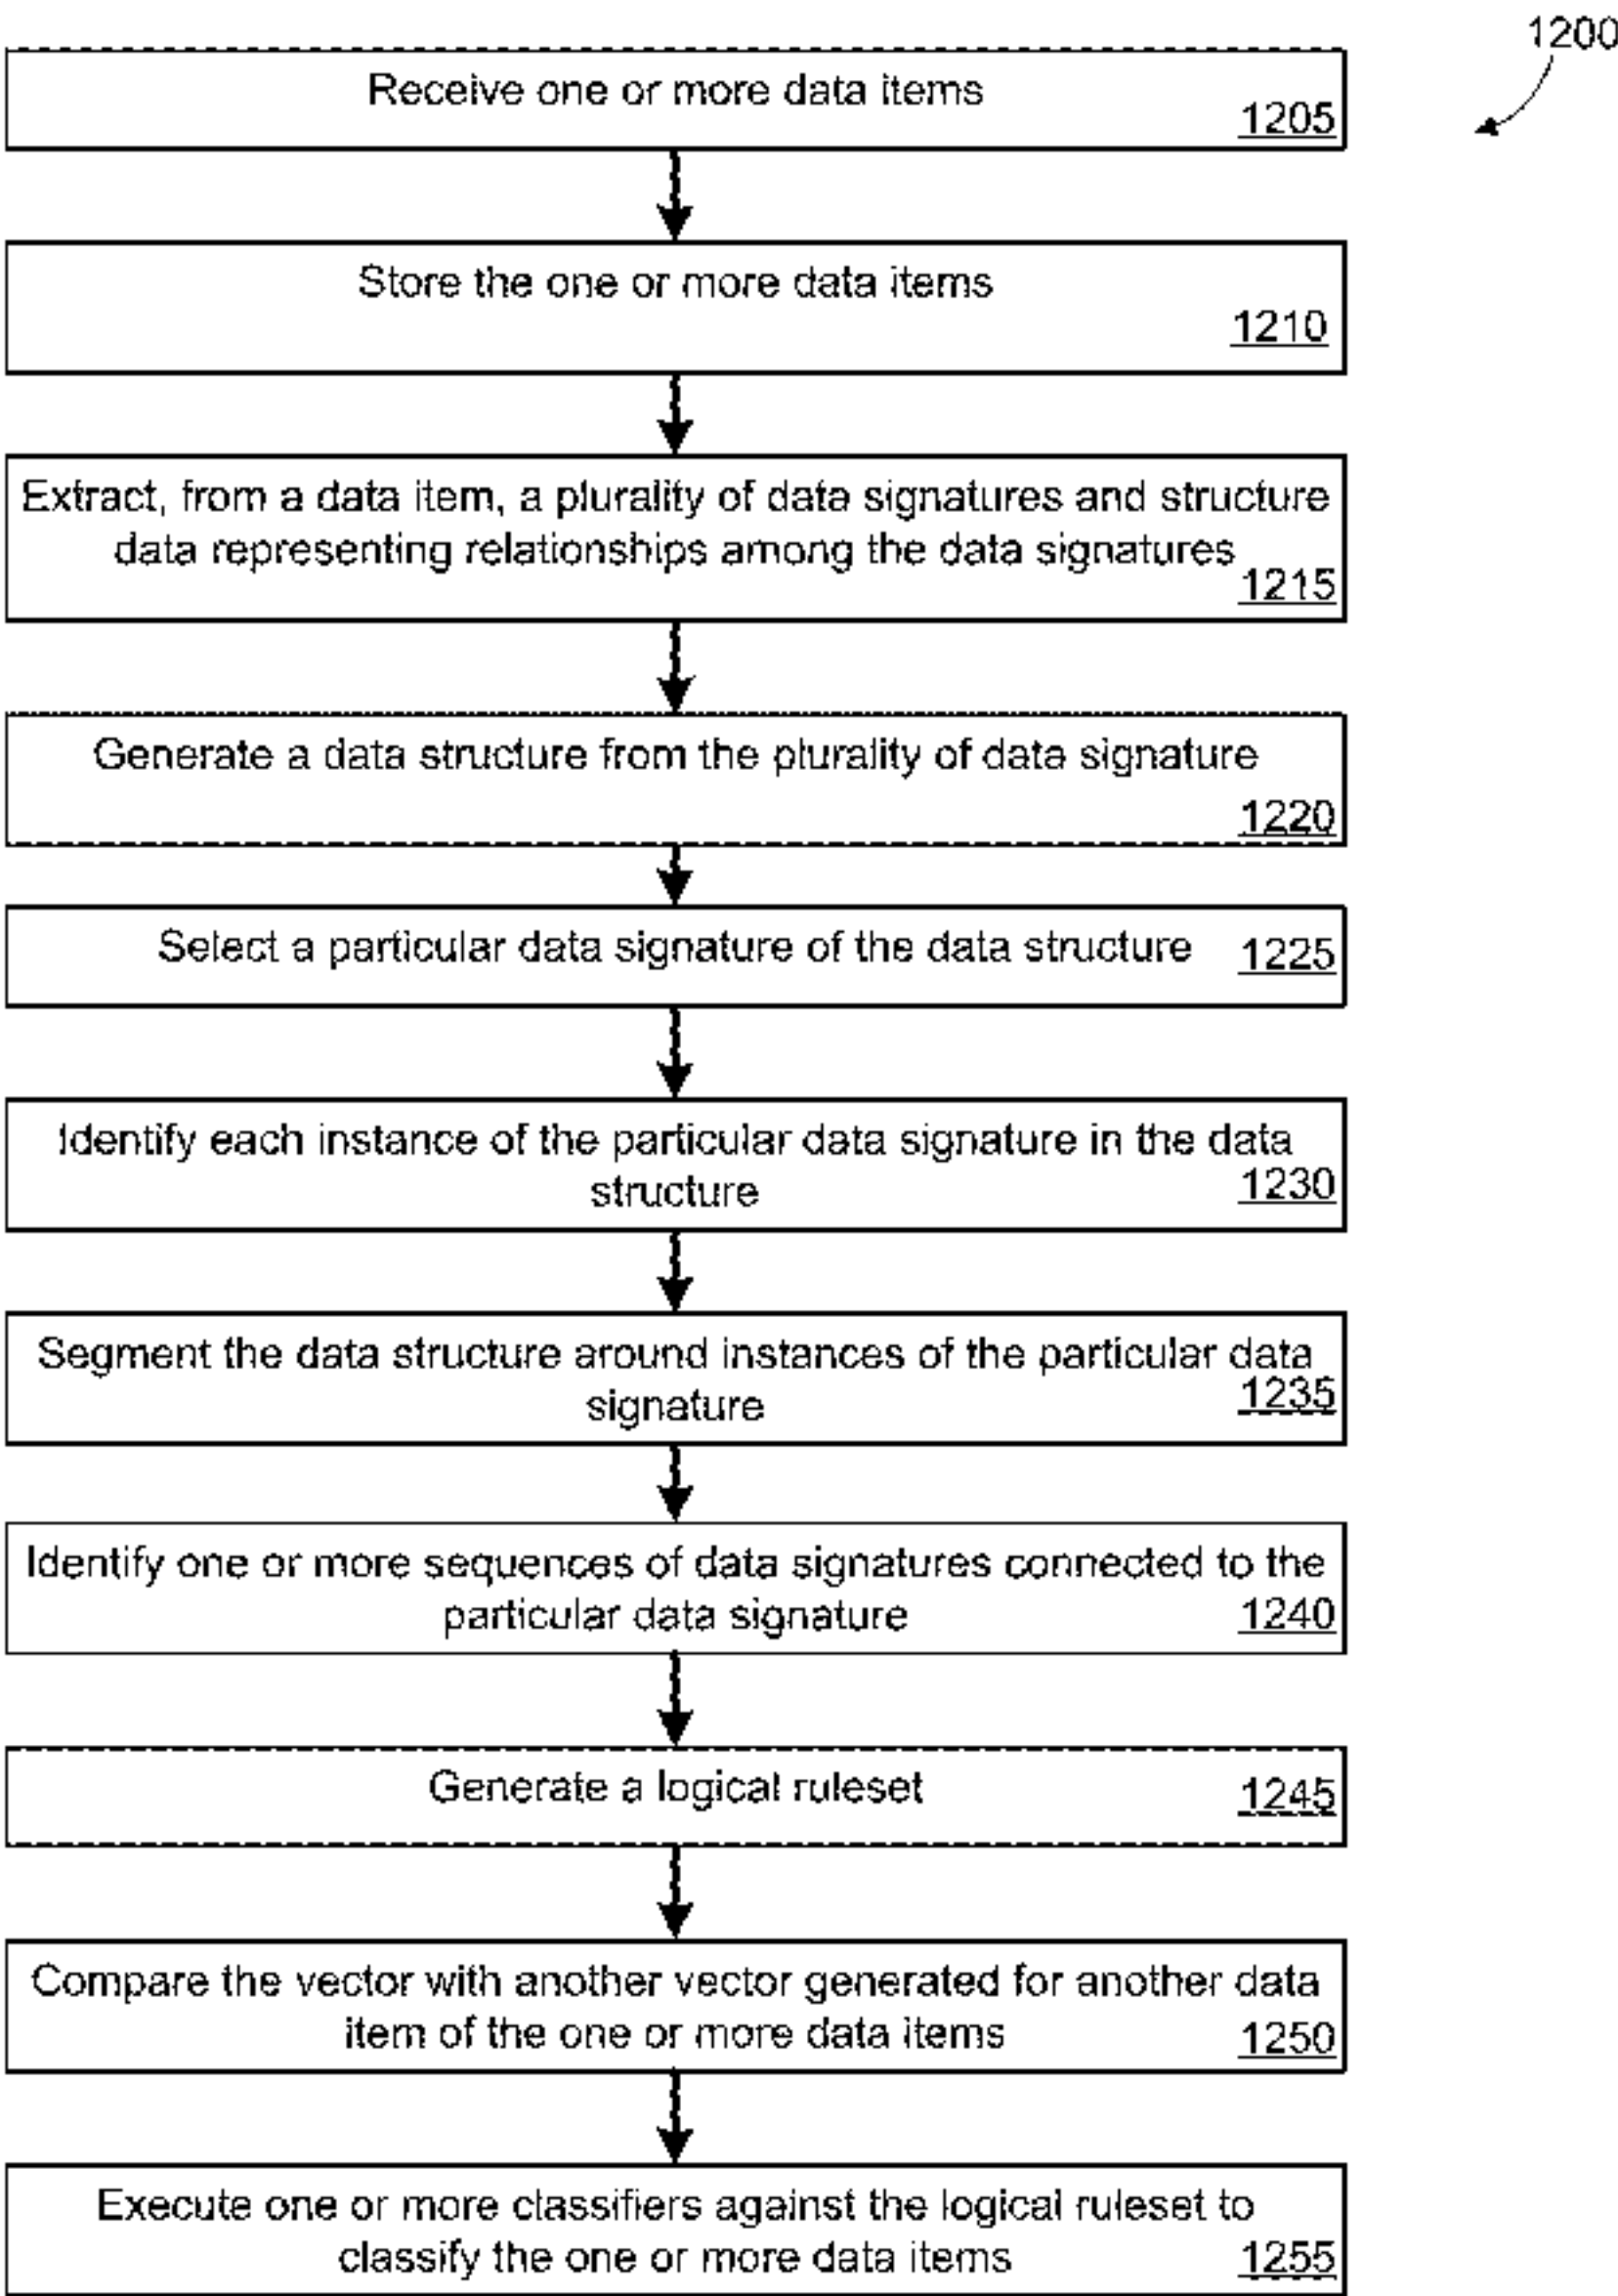 1200
Receive one or more data items
1205
Store the one or more data items
1210
Extract, from a data item, a plurality of data signatures and structure
data representing relationships among the data signatures
1215
Generate a data structure from the plurality of data signature
1220
Select a particular data signature of the data structure
1225
Identify each instance of the particular data signature in the data
structure
1230
Segment the data structure around instances of the particular data
signature
1235
Identify one or more sequences of data signatures connected to the
particular data signature
1240
Generate a logical ruleset
1245
Compare the vector with another vector generated for another data
item of the one or more data items
1250
Execute one or more classifiers against the logical ruleset to
classify the one or more data items
1255